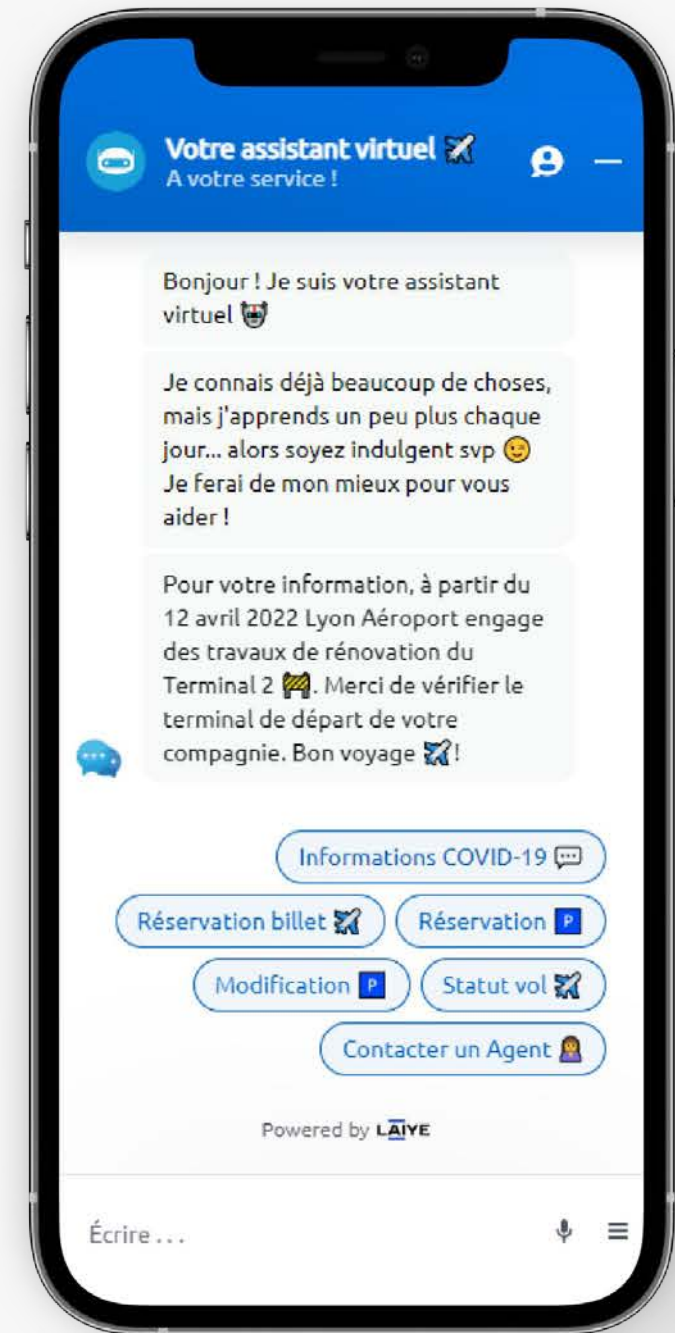 Votre assistant virtuel ✈️
A votre service !
Bonjour ! Je suis votre assistant
virtuel 🤖
Je connais déjà beaucoup de choses,
mais j'apprends un peu plus chaque
jour... alors soyez indulgent svp 😉
Je ferai de mon mieux pour vous
aider !
Pour votre information, à partir du
12 avril 2022 Lyon Aéroport engage
des travaux de rénovation du
Terminal 2 🚧. Merci de vérifier le
terminal de départ de votre
compagnie. Bon voyage ✈️!
Informations COVID-19 💬
Réservation billet ✈️
Réservation 🅿️
Modification 🅿️
Statut vol ✈️
Contacter un Agent 🙍‍♀️
Powered by LAIYE
Écrire . . .